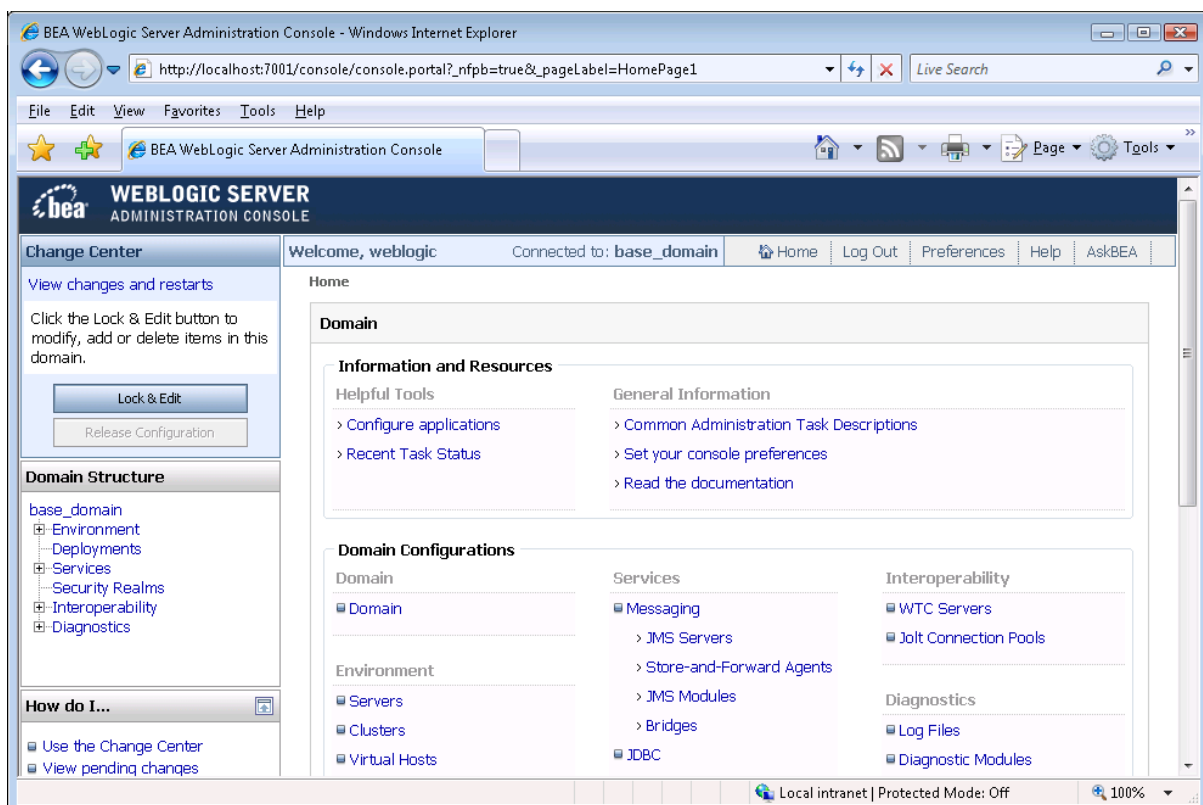 BEA WebLogic Server Administration Console - Windows Internet Explorer
http://localhost:7001/console/console.portal?_nfpb=true&_pageLabel=HomePage1
Live Search
File Edit View Favorites Tools Help
BEA WebLogic Server Administration Console
Page Tools
bea
WEBLOGIC SERVER
ADMINISTRATION CONSOLE
Change Center
View changes and restarts
Click the Lock & Edit button to
modify, add or delete items in this
domain.
Lock & Edit
Release Configuration
Domain Structure
base_domain
Environment
Deployments
Services
Security Realms
Interoperability
Diagnostics
How do I...
Use the Change Center
View pending changes
Welcome, weblogic
Connected to: base_domain
Home Log Out Preferences Help AskBEA
Home
Domain
Information and Resources
Helpful Tools
> Configure applications
> Recent Task Status
General Information
> Common Administration Task Descriptions
> Set your console preferences
> Read the documentation
Domain Configurations
Domain
Domain
Environment
Servers
Clusters
Virtual Hosts
Services
Messaging
> JMS Servers
> Store-and-Forward Agents
> JMS Modules
> Bridges
JDBC
Interoperability
WTC Servers
Jolt Connection Pools
Diagnostics
Log Files
Diagnostic Modules
Local intranet | Protected Mode: Off
100%